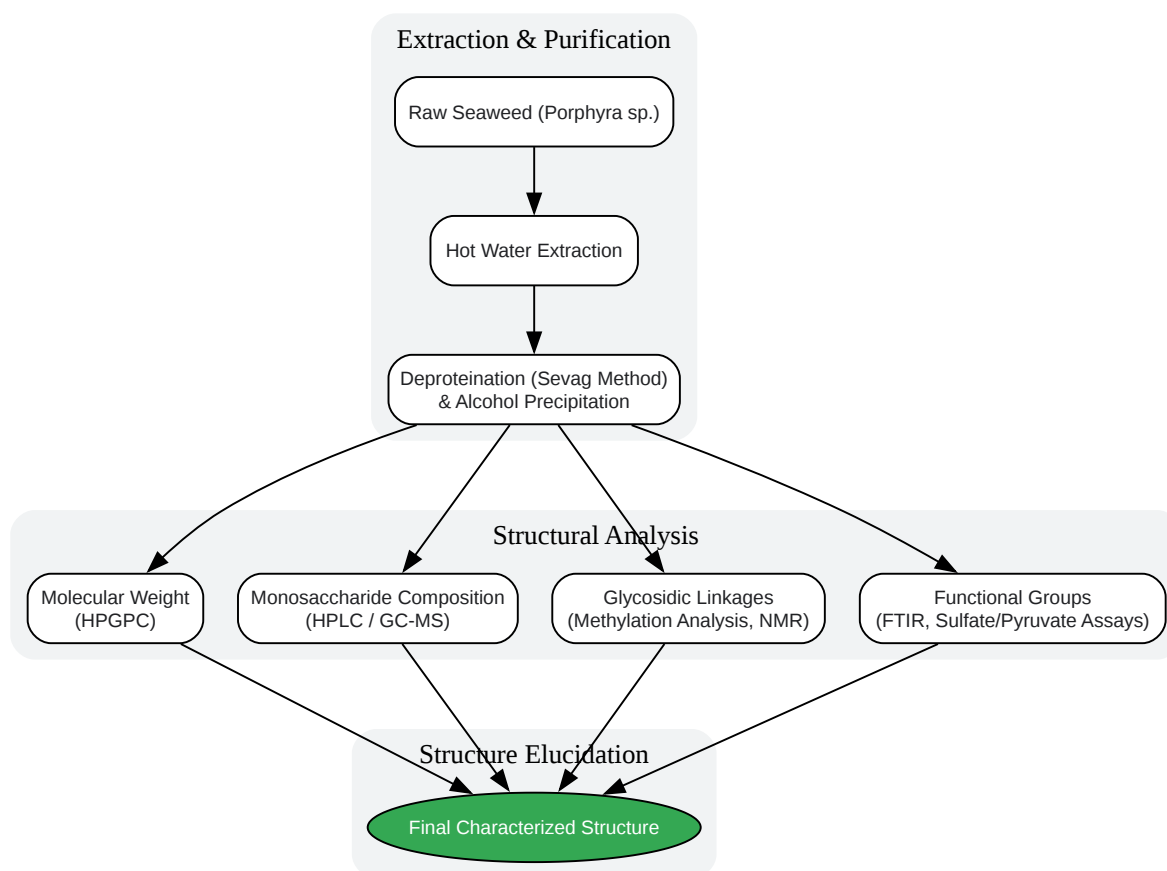 Extraction & Purification
Raw Seaweed (Porphyra sp.)
Hot Water Extraction
Deproteination (Sevag Method)
& Alcohol Precipitation
Structural Analysis
Molecular Weight
(HPGPC)
Monosaccharide Composition
(HPLC / GC-MS)
Glycosidic Linkages
(Methylation Analysis, NMR)
Functional Groups
(FTIR, Sulfate/Pyruvate Assays)
Structure Elucidation
Final Characterized Structure